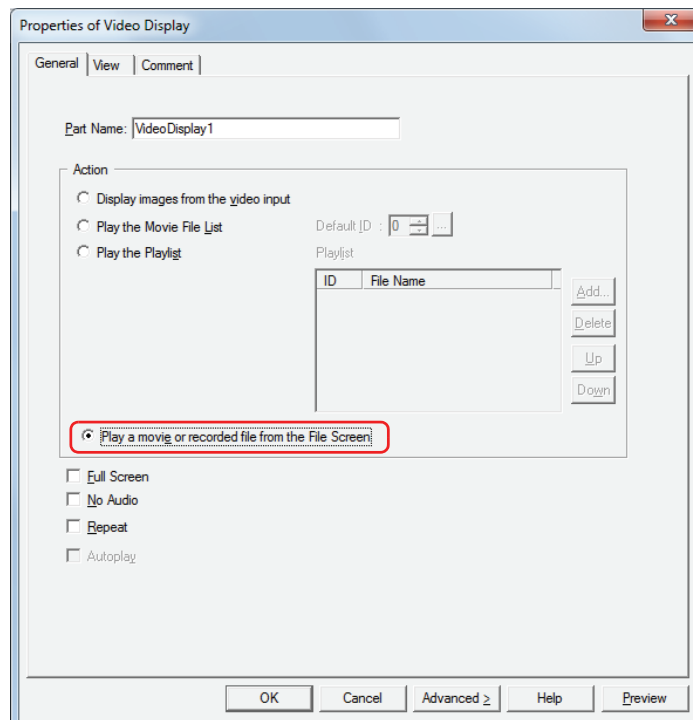 Properties of Video Display
General View Comment
Part Name: VideoDisplay1
Action
Display images from the video input
Play the Movie File List Default ID : 0 ...
Play the Playlist Playlist
ID File Name
Add...
Delete
Up
Down
Play a movie or recorded file from the File Screen
Full Screen
No Audio
Repeat
Autoplay
OK Cancel Advanced > Help Preview